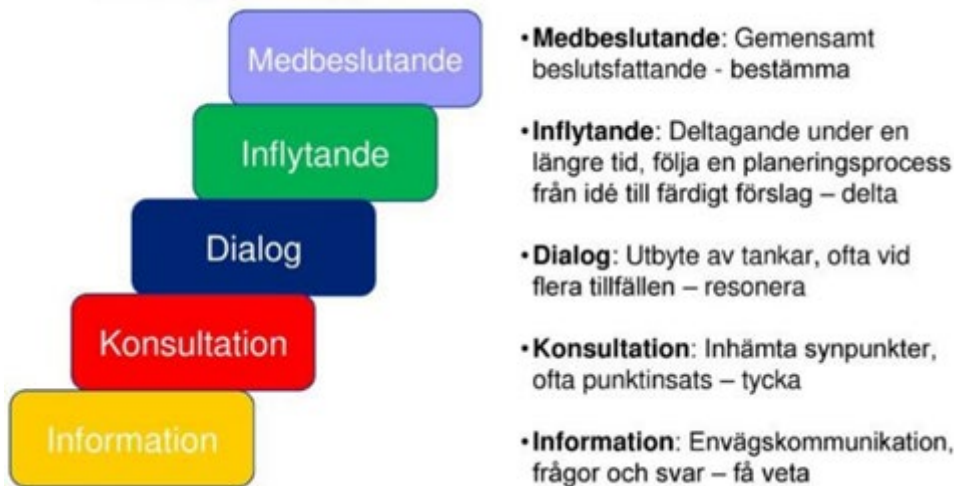 Medbeslutande
Inflytande
Dialog
Konsultation
Information
•Medbeslutande: Gemensamt
beslutsfattande - bestämma
•Inflytande: Deltagande under en
längre tid, följa en planeringsprocess
från idé till färdigt förslag – delta
•Dialog: Utbyte av tankar, ofta vid
flera tillfällen – resonera
•Konsultation: Inhämta synpunkter,
ofta punktinsats – tycka
•Information: Envägskommunikation,
frågor och svar – få veta